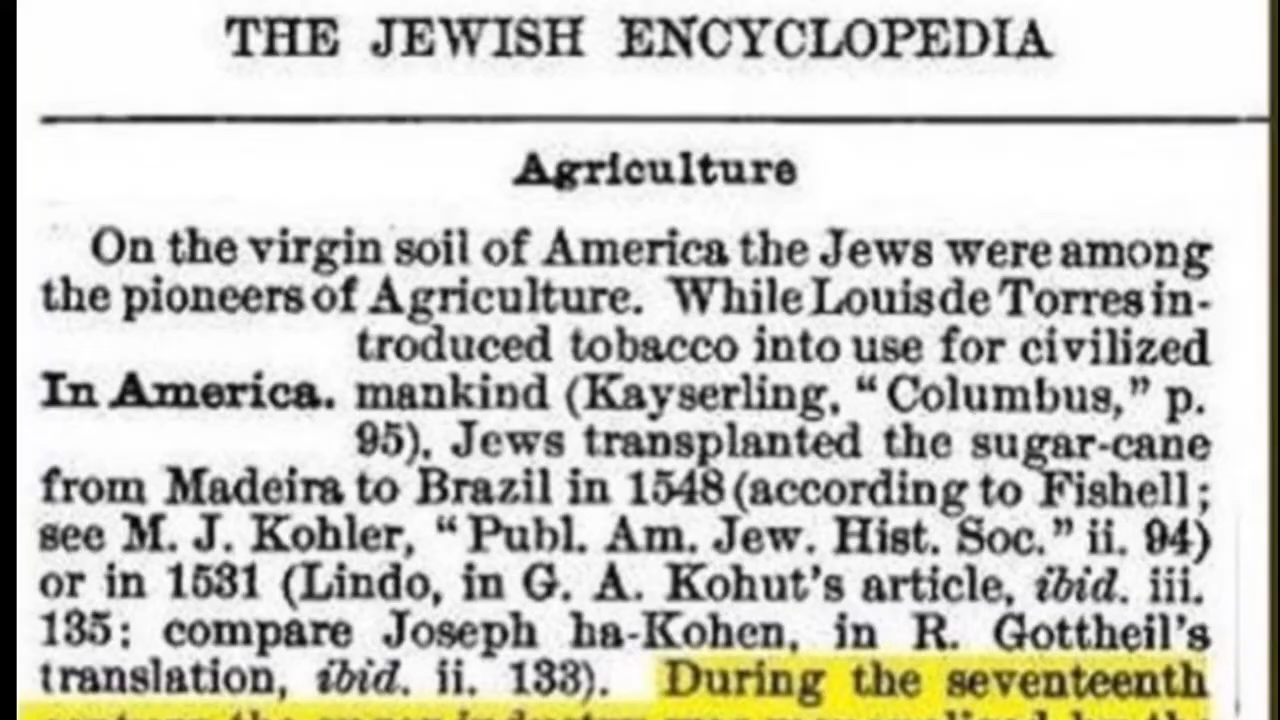 THE JEWISH ENCYCLOPEDIA
Agriculture
On the virgin soil of America the Jews were among
the pioneers of Agriculture. While Louis de Torres in-
troduced tobacco into use for civilized
In America. mankind (Kayserling, “Columbus,” p.
95), Jews transplanted the sugar-cane
from Madeira to Brazil in 1548 (according to Fishell;
see M. J. Kohler, “Publ. Am. Jew. Hist. Soc.” ii. 94)
or in 1531 (Lindo, in G. A. Kohut's article, ibid. iii.
135; compare Joseph ha-Kohen, in R. Gottheil's
translation, ibid. ii. 133). During the seventeenth